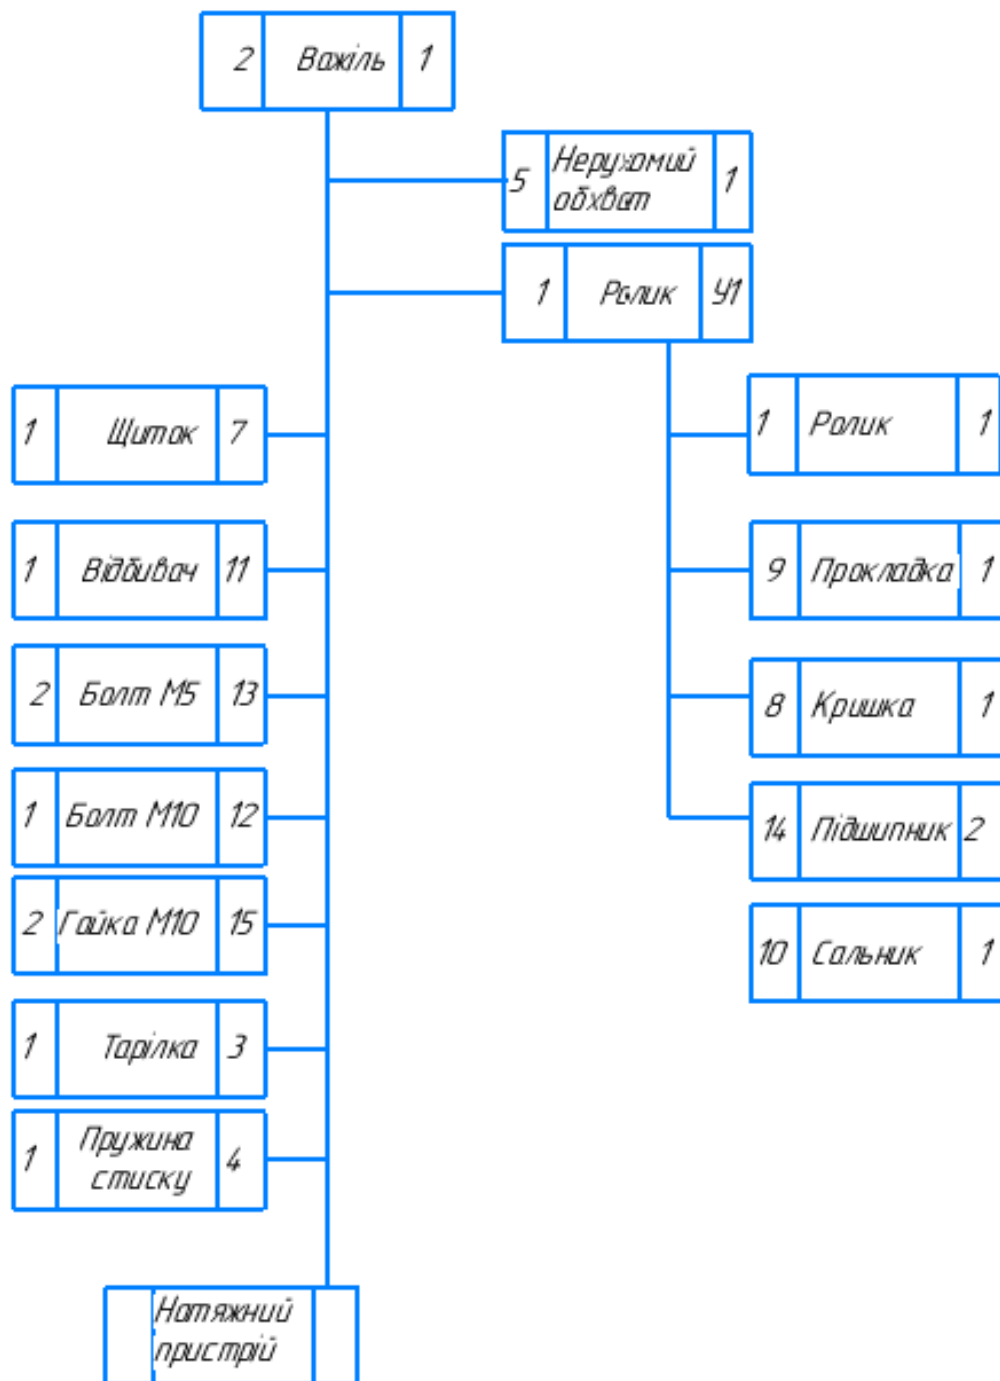 2 Важіль 1
5 Нерухомий 1
обхват
1 Ролик У1
1 Щиток 7
1 Ролик 1
1 Відбивач 11
9 Прокладка 1
2 Болт М5 13
8 Кришка 1
1 Болт М10 12
14 Підшипник 2
2 Гайка М10 15
10 Сальник 1
1 Тарілка 3
1 Пружина 4
стиску
Натяжний
пристрій